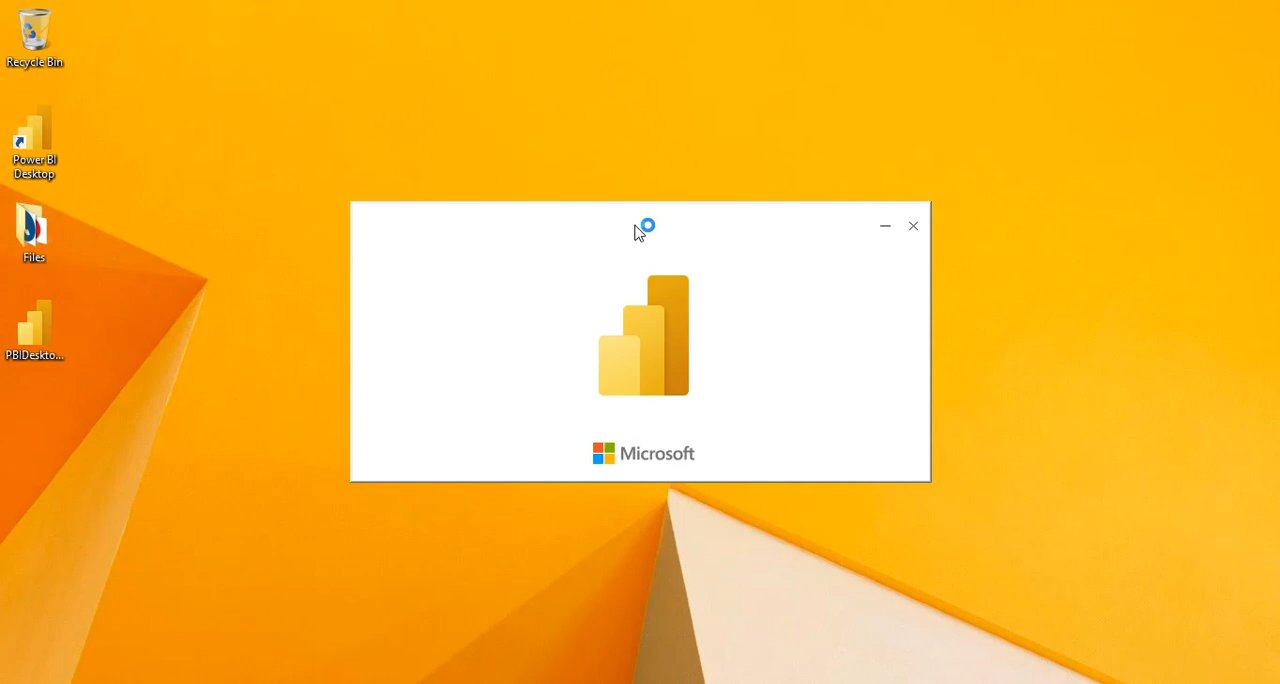 Recycle Bin
Power BI
Desktop
Files
PBIDeskto...
Microsoft